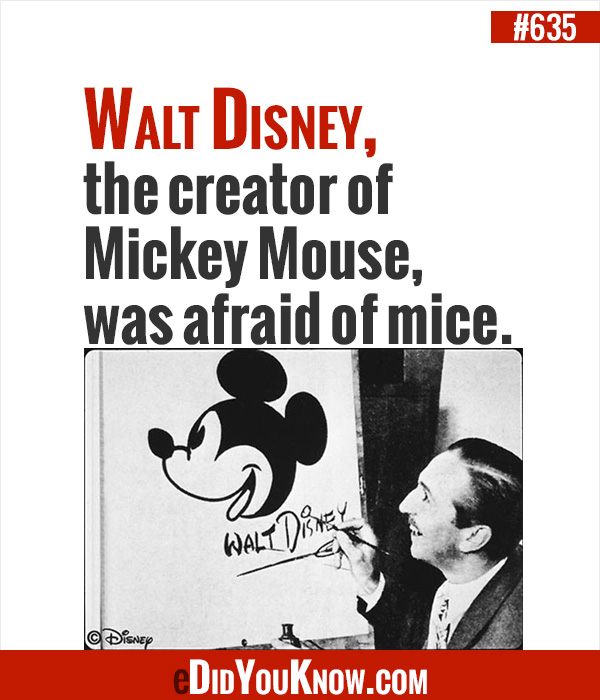 #635
WALT DISNEY,
the creator of
Mickey Mouse,
was afraid of mice.
WALT DISNEY
© Disney
eDIDYOUKNOW.COM